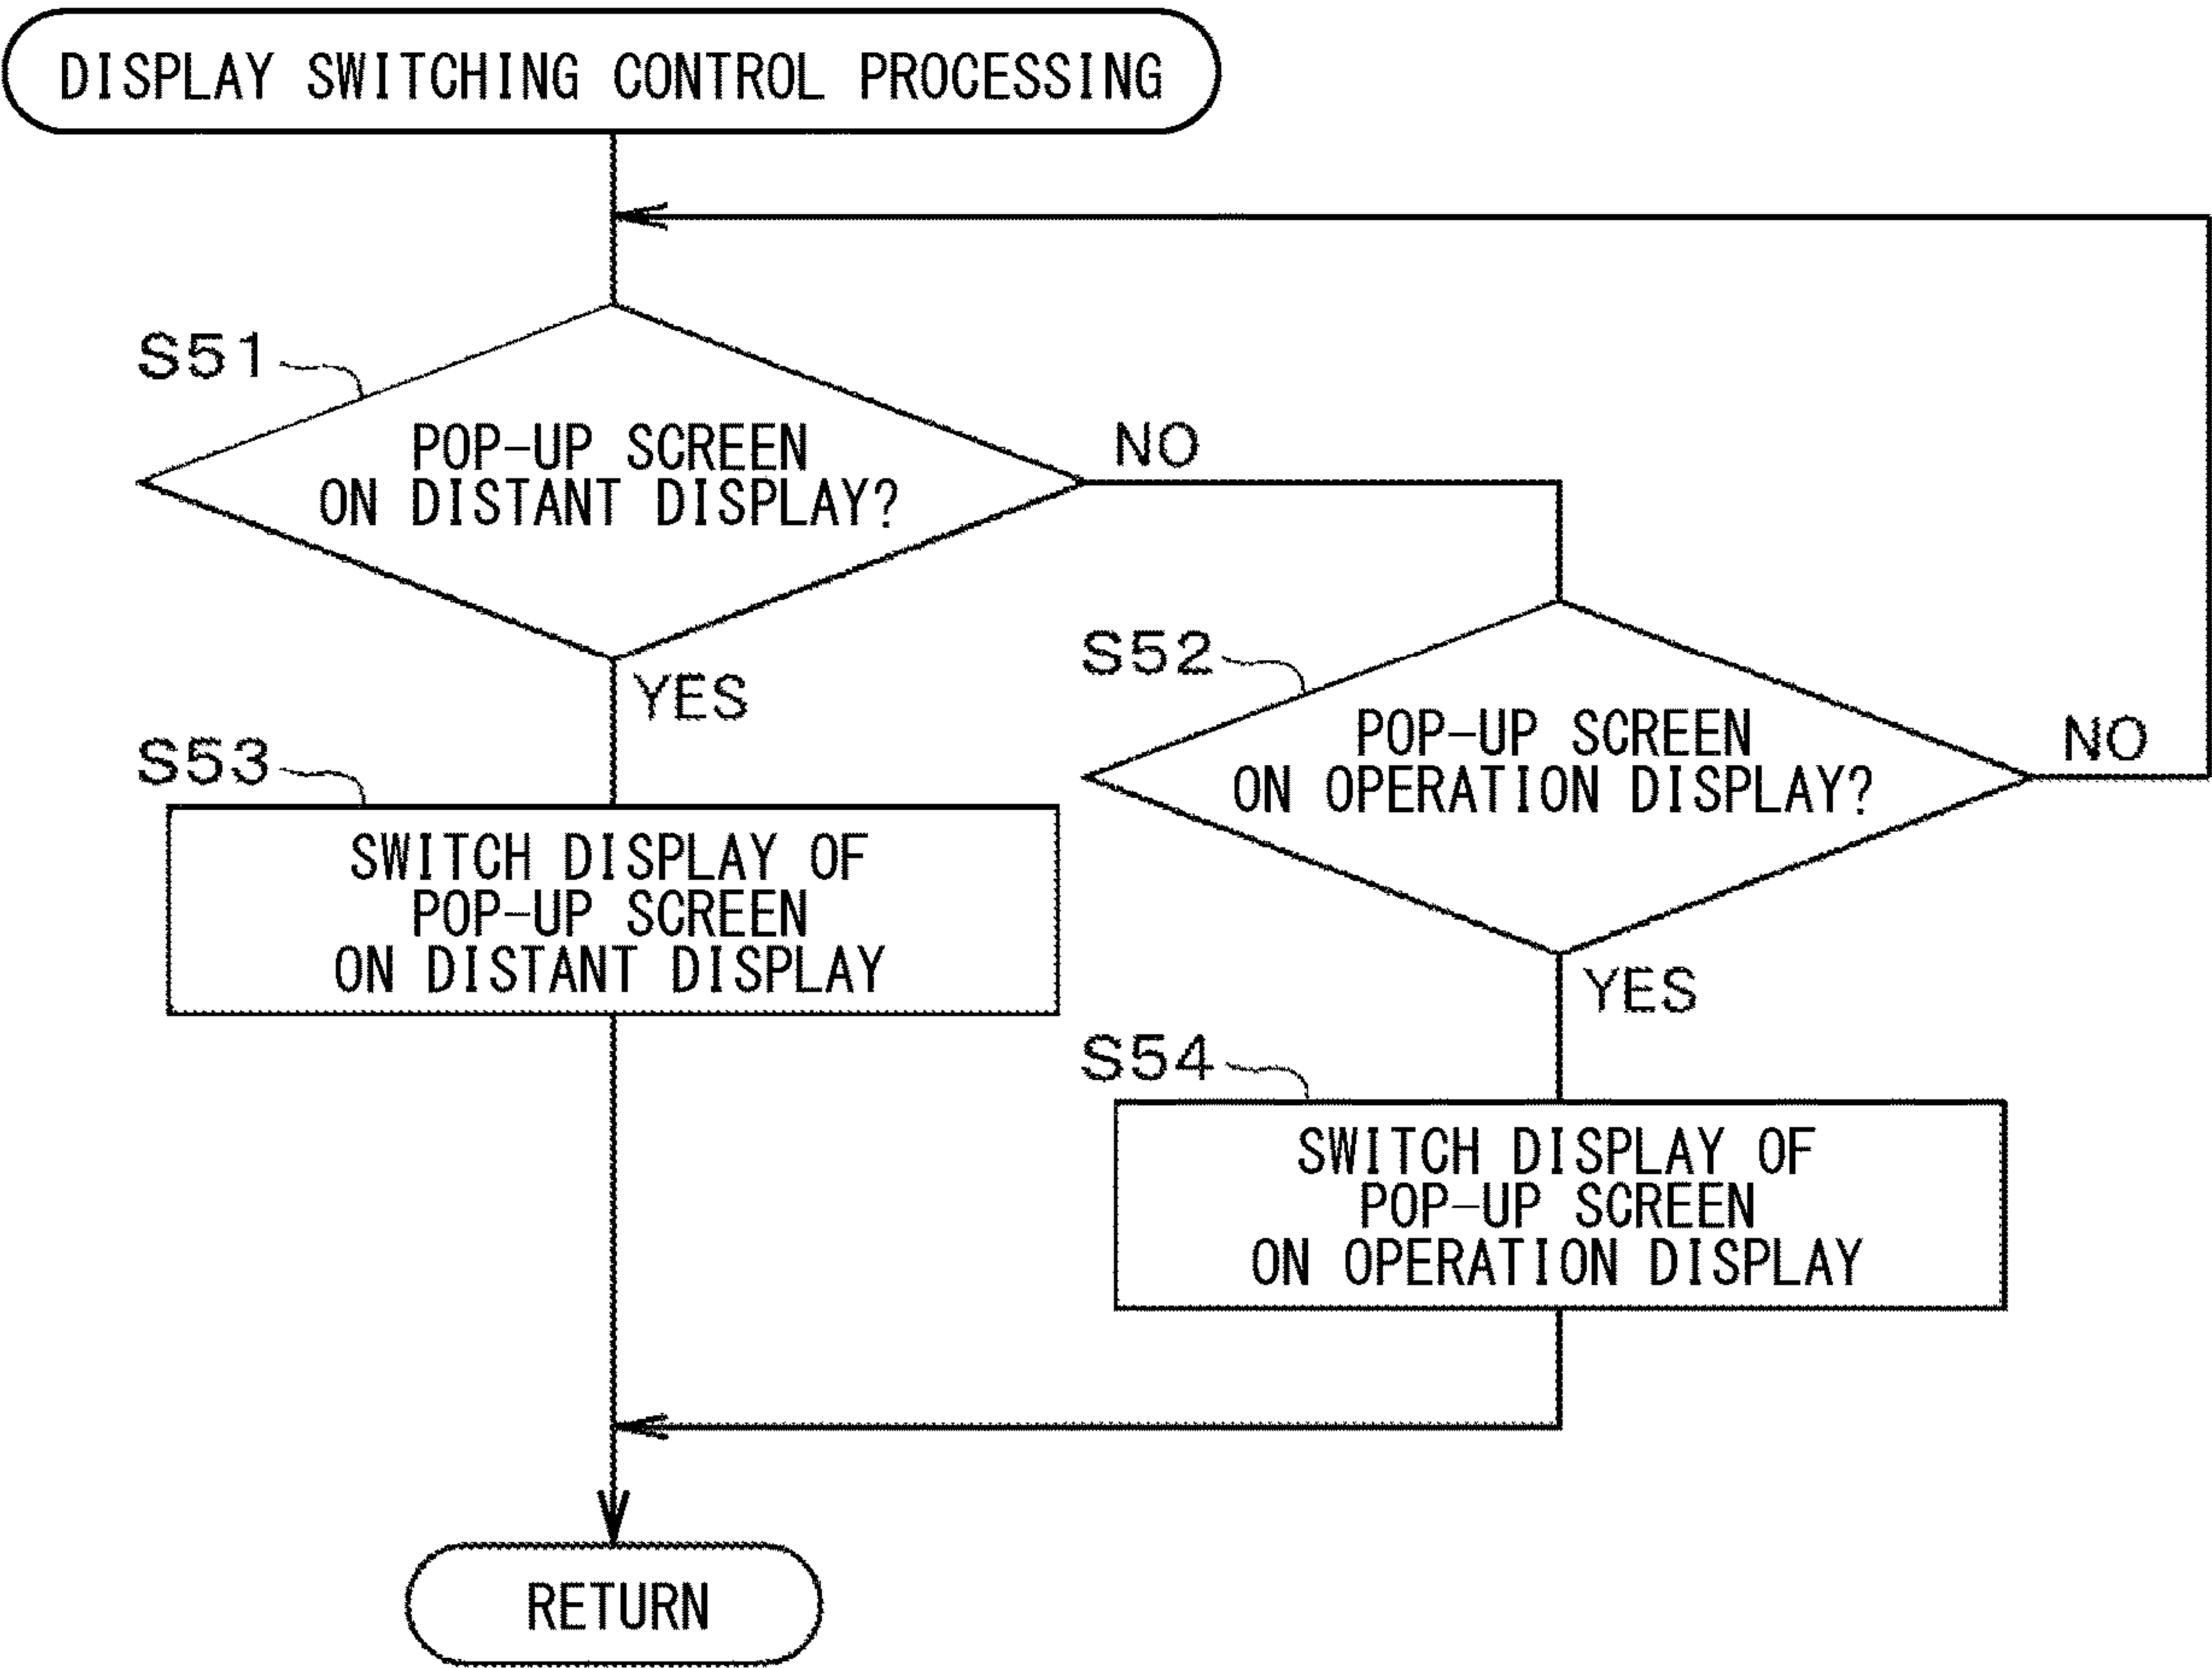 DISPLAY SWITCHING CONTROL PROCESSING
S51
POP-UP SCREEN
ON DISTANT DISPLAY?
NO
YES
S52
POP-UP SCREEN
ON OPERATION DISPLAY?
NO
YES
S53
SWITCH DISPLAY OF
POP-UP SCREEN
ON DISTANT DISPLAY
S54
SWITCH DISPLAY OF
POP-UP SCREEN
ON OPERATION DISPLAY
RETURN